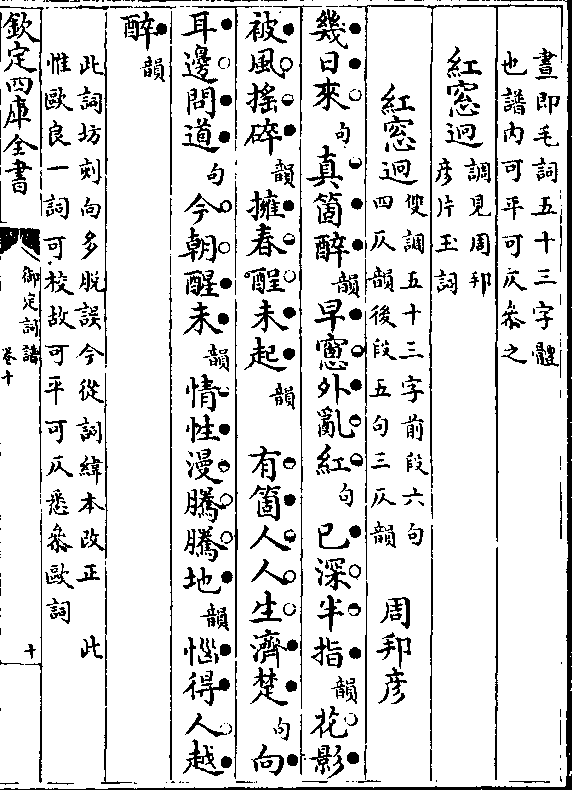 晝即毛詞五十三字體
也譜内可平可仄叅之
紅窓迥調見周邦
彦片玉詞
紅窓迥雙調五十三字前段六句
四仄韻後段五句三仄韻
周邦彦
幾日來句真箇醉韻早窓外亂紅句已深半指韻花影
被風搖碎韻擁春酲未起韻有箇人人生濟楚句向
耳邊問道句今朝醒未韻情性漫騰騰地韻惱得人越
醉韻
此詞坊刻向多脱誤今從詞緯本改正此
惟歐良一詞可校故可平可仄悉叅歐詞
欽定四庫全書
御定詞譜
卷十
十